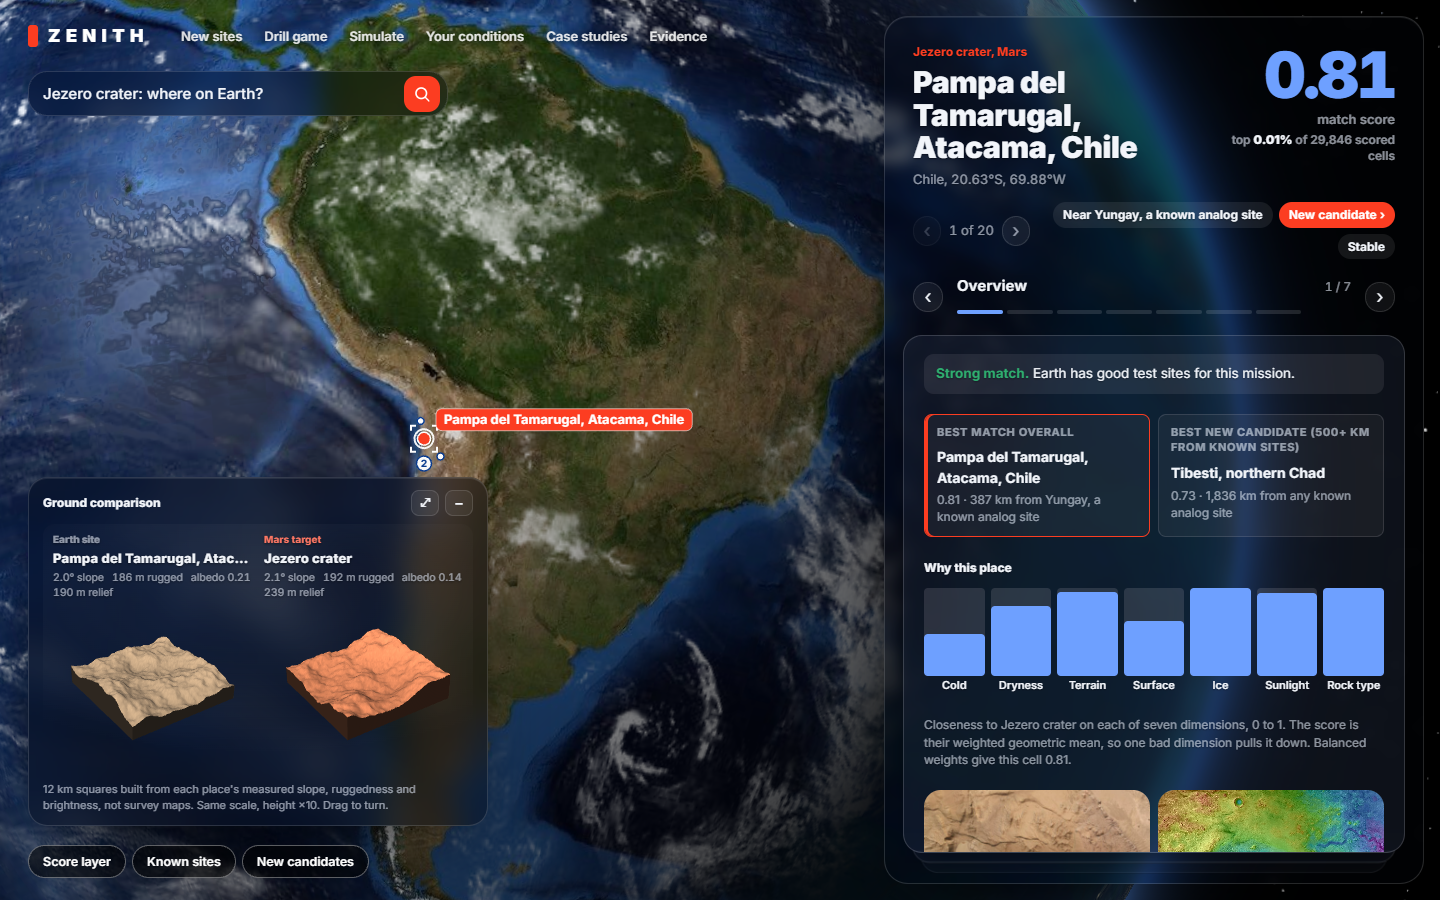 ZENITH
New sites
Drill game
Simulate
Your conditions
Case studies
Evidence
Jezero crater: where on Earth?
Pampa del Tamarugal, Atacama, Chile
2
Ground comparison
Earth site
Pampa del Tamarugal, Atac...
2.0° slope 186 m rugged albedo 0.21
190 m relief
Mars target
Jezero crater
2.1° slope 192 m rugged albedo 0.14
239 m relief
12 km squares built from each place's measured slope, ruggedness and
brightness, not survey maps. Same scale, height ×10. Drag to turn.
Score layer
Known sites
New candidates
Jezero crater, Mars
Pampa del
Tamarugal,
Atacama, Chile
Chile, 20.63°S, 69.88°W
0.81
match score
top 0.01% of 29,846 scored
cells
‹ 1 of 20 ›
Near Yungay, a known analog site
New candidate ›
Stable
‹ Overview 1 / 7 ›
Strong match. Earth has good test sites for this mission.
BEST MATCH OVERALL
Pampa del Tamarugal,
Atacama, Chile
0.81 · 387 km from Yungay, a
known analog site
BEST NEW CANDIDATE (500+ KM
FROM KNOWN SITES)
Tibesti, northern Chad
0.73 · 1,836 km from any known
analog site
Why this place
Cold
Dryness
Terrain
Surface
Ice
Sunlight
Rock type
Closeness to Jezero crater on each of seven dimensions, 0 to 1. The score is
their weighted geometric mean, so one bad dimension pulls it down. Balanced
weights give this cell 0.81.